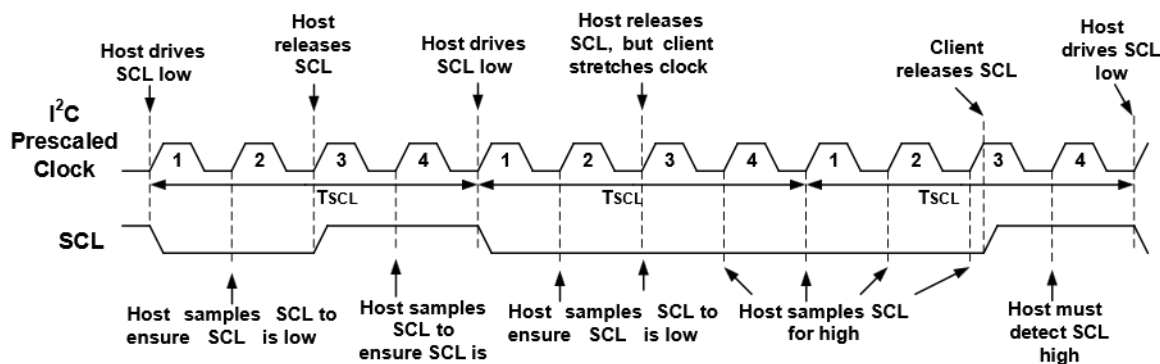 Host drives
SCL low
Host
releases
SCL
Host drives
SCL low
Host releases
SCL, but client
stretches clock
Client
releases SCL
Host
drives SCL
low
I²C
Prescaled
Clock
1 2 3 4 1 2 3 4 1 2 3 4
TSCL TSCL TSCL
SCL
Host samples SCL to
ensure SCL is low
Host samples
SCL to
ensure SCL is
Host samples SCL to
ensure SCL is low
Host samples SCL
for high
Host must
detect SCL
high